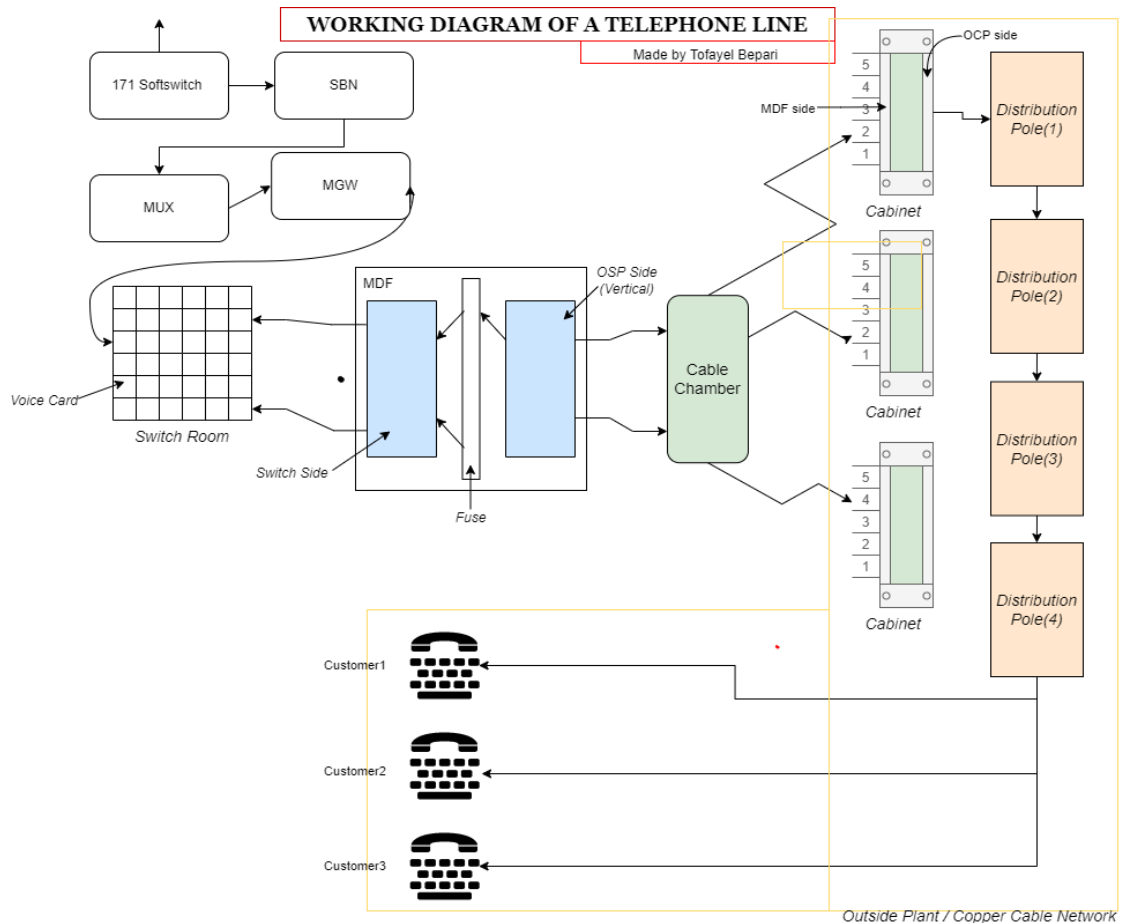 WORKING DIAGRAM OF A TELEPHONE LINE
Made by Tofayel Bepari
171 Softswitch
SBN
MUX
MGW
Voice Card
Switch Room
MDF
OSP Side
(Vertical)
Switch Side
Fuse
Cable
Chamber
OCP side
MDF side
5
4
3
2
1
Cabinet
5
4
3
2
1
Cabinet
5
4
3
2
1
Cabinet
Distribution
Pole(1)
Distribution
Pole(2)
Distribution
Pole(3)
Distribution
Pole(4)
Customer1
Customer2
Customer3
Outside Plant / Copper Cable Network